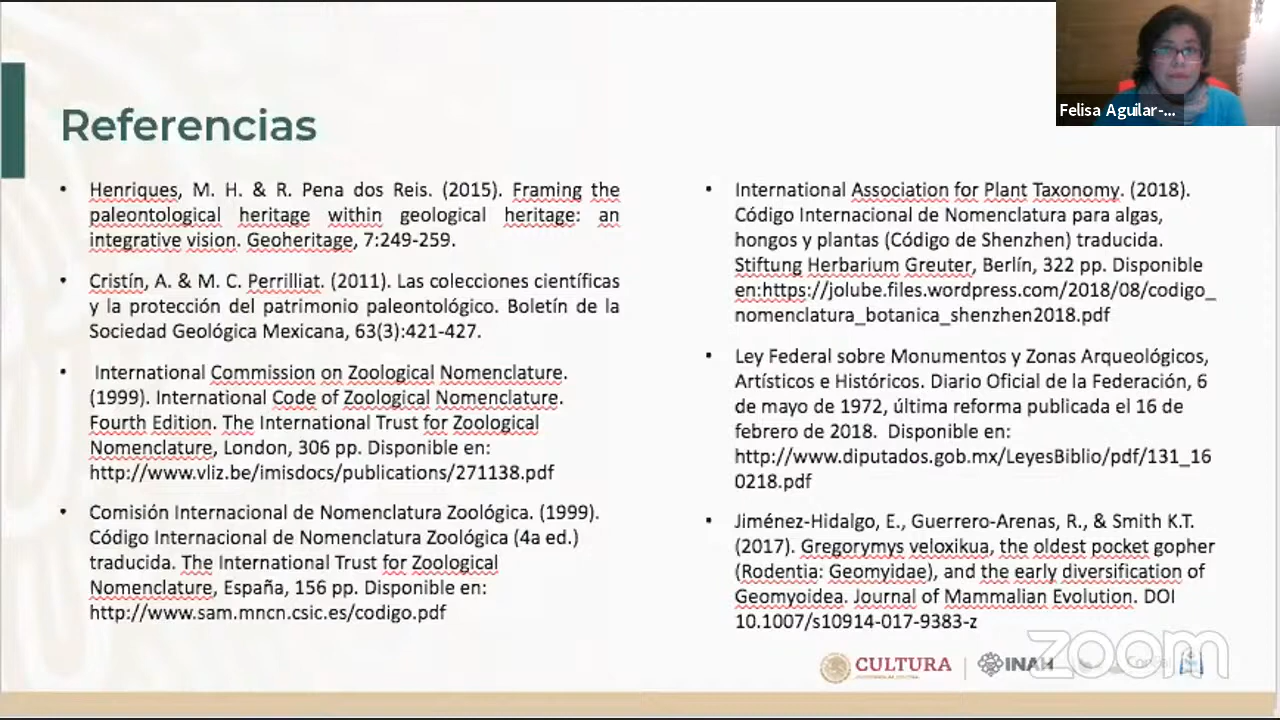 Felisa Aguilar-...
Referencias
• Henriques, M. H. & R. Pena dos Reis. (2015). Framing the
paleontological heritage within geological heritage: an
integrative vision. Geoheritage, 7:249-259.
• Cristín, A. & M. C. Perrilliat. (2011). Las colecciones científicas
y la protección del patrimonio paleontológico. Boletín de la
Sociedad Geológica Mexicana, 63(3):421-427.
• International Commission on Zoological Nomenclature.
(1999). International Code of Zoological Nomenclature.
Fourth Edition. The International Trust for Zoological
Nomenclature, London, 306 pp. Disponible en:
http://www.vliz.be/imisdocs/publications/271138.pdf
• Comisión Internacional de Nomenclatura Zoológica. (1999).
Código Internacional de Nomenclatura Zoológica (4a ed.)
traducida. The International Trust for Zoological
Nomenclature, España, 156 pp. Disponible en:
http://www.sam.mncn.csic.es/codigo.pdf
• International Association for Plant Taxonomy. (2018).
Código Internacional de Nomenclatura para algas,
hongos y plantas (Código de Shenzhen) traducida.
Stiftung Herbarium Greuter, Berlín, 322 pp. Disponible
en:https://jolube.files.wordpress.com/2018/08/codigo_
nomenclatura_botanica_shenzhen2018.pdf
• Ley Federal sobre Monumentos y Zonas Arqueológicos,
Artísticos e Históricos. Diario Oficial de la Federación, 6
de mayo de 1972, última reforma publicada el 16 de
febrero de 2018. Disponible en:
http://www.diputados.gob.mx/LeyesBiblio/pdf/131_16
0218.pdf
• Jiménez-Hidalgo, E., Guerrero-Arenas, R., & Smith K.T.
(2017). Gregorymys veloxikua, the oldest pocket gopher
(Rodentia: Geomyidae), and the early diversification of
Geomyoidea. Journal of Mammalian Evolution. DOI
10.1007/s10914-017-9383-z
CULTURA
INAH
zoom